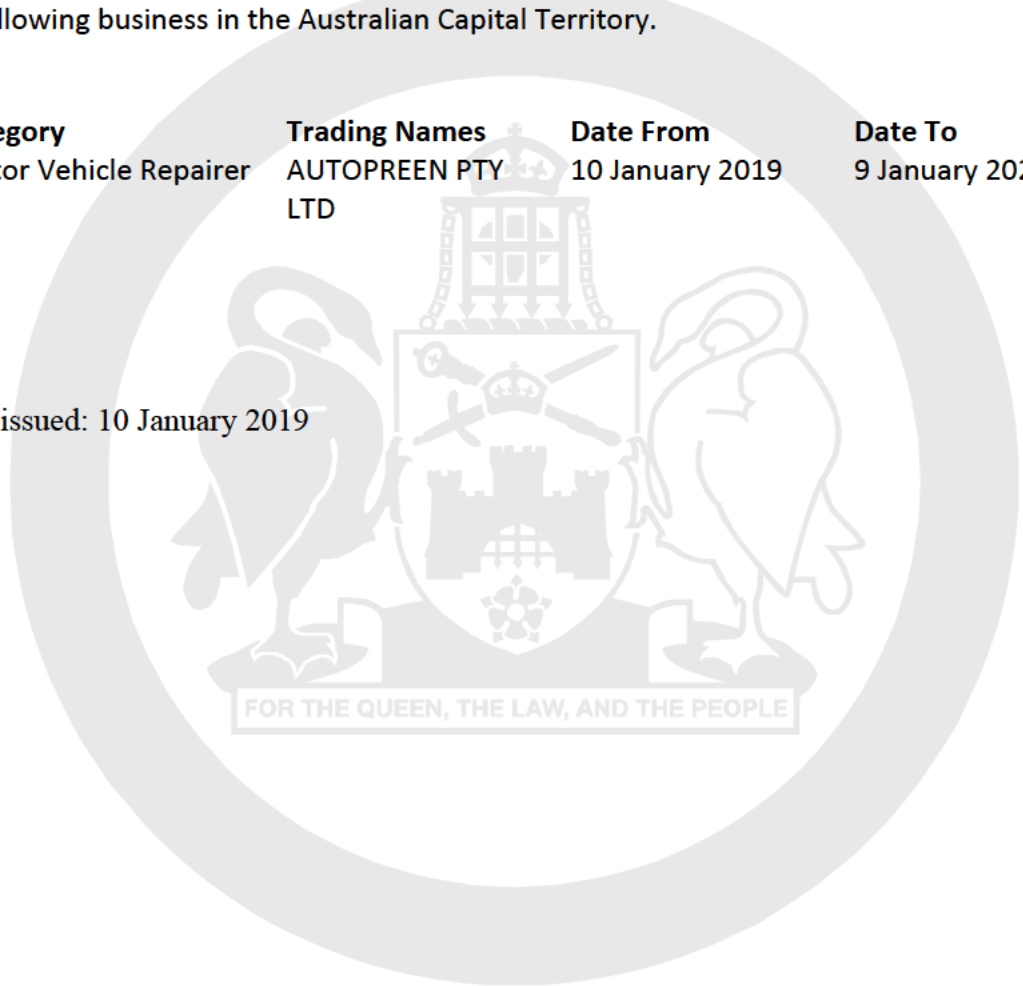 llowing business in the Australian Capital Territory.
egory Trading Names Date From Date To
tor Vehicle Repairer AUTOPREEN PTY 10 January 2019 9 January 202
LTD
issued: 10 January 2019
FOR THE QUEEN, THE LAW, AND THE PEOPLE